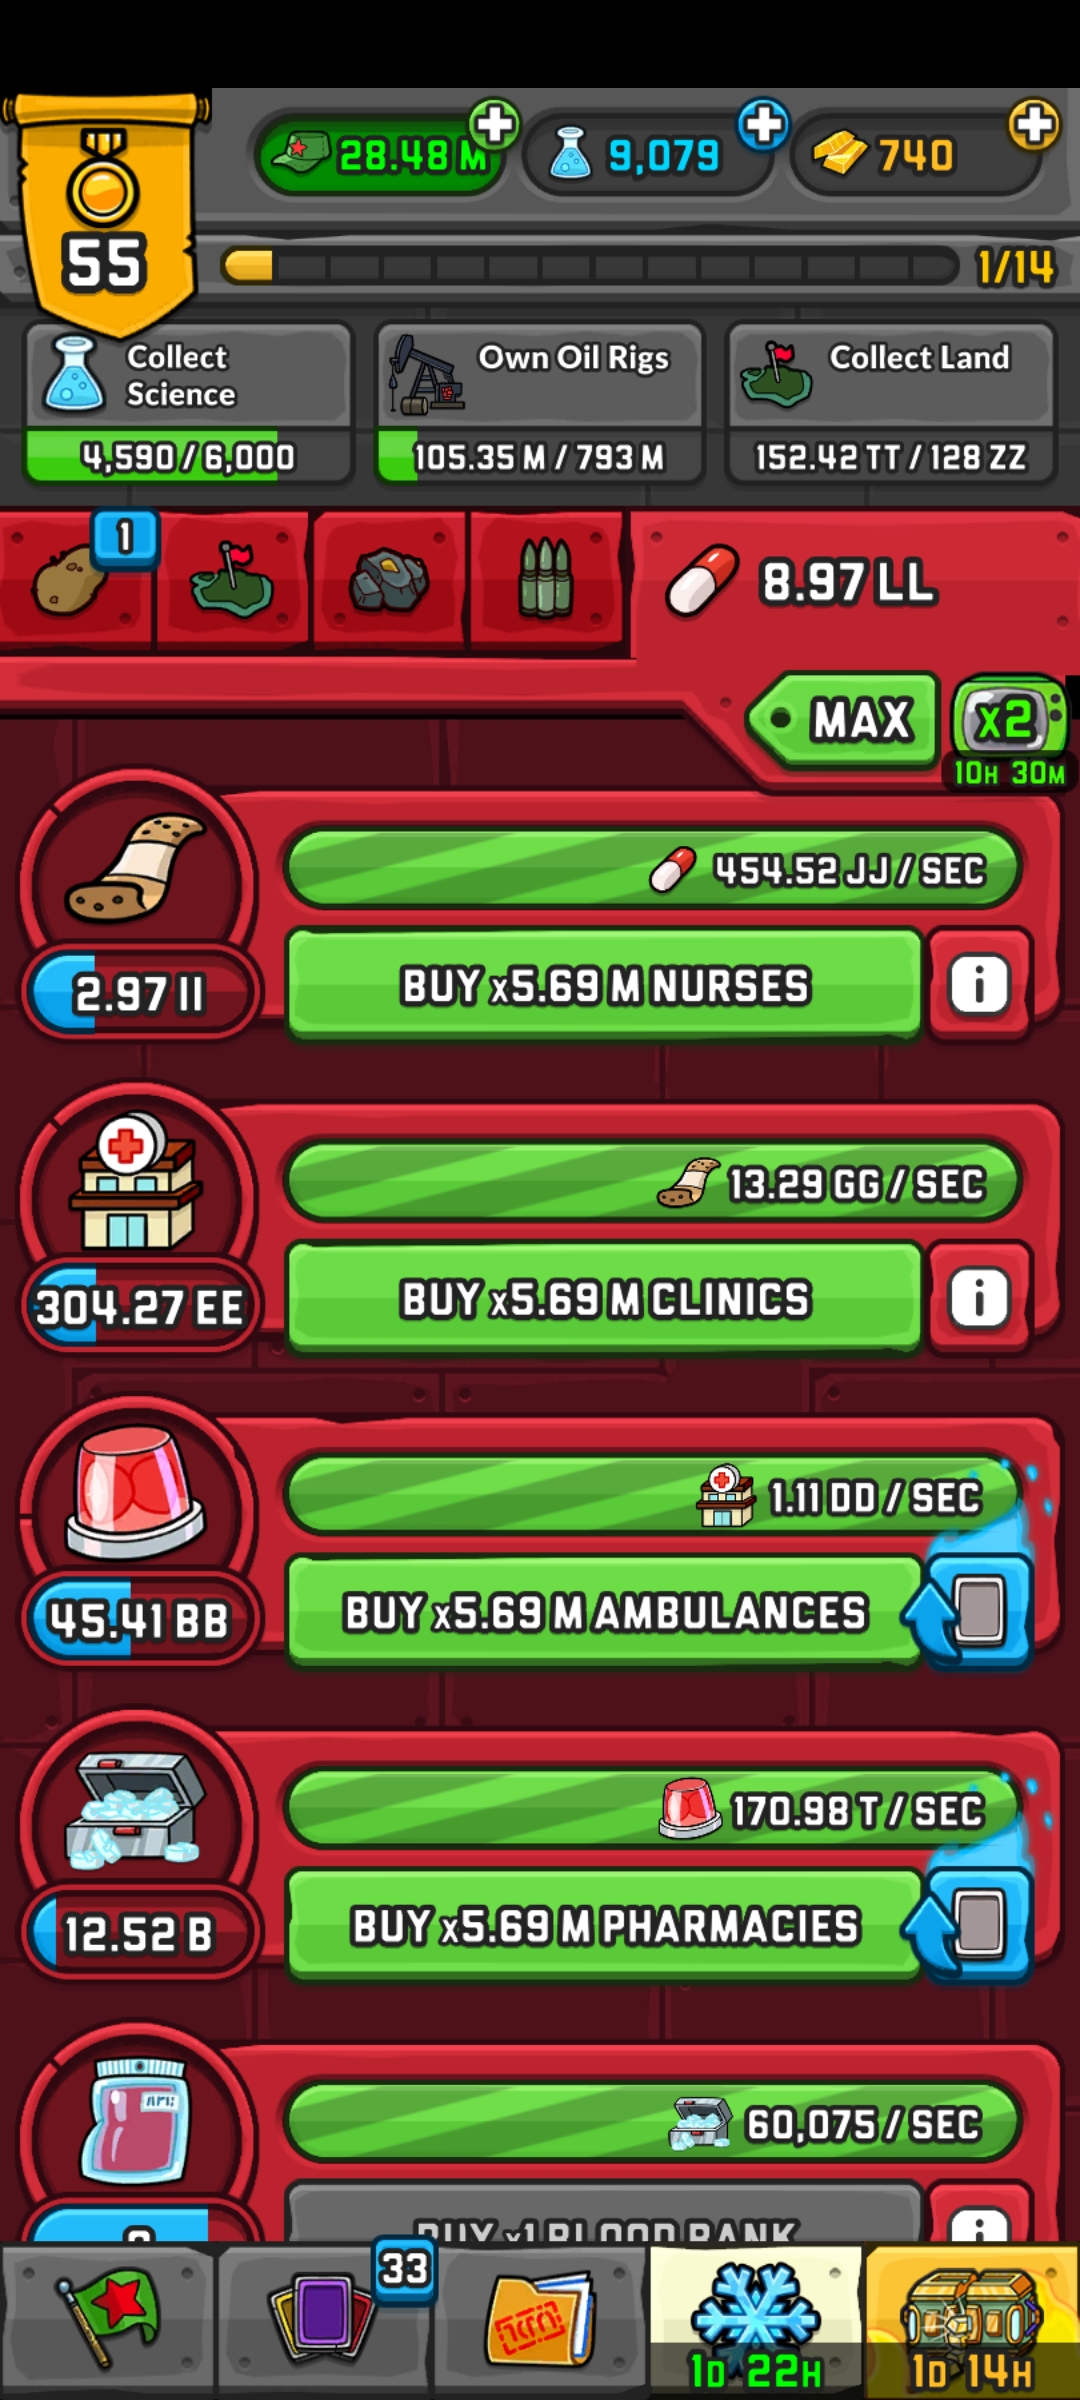 28.48 M
9,079
740
55
1/14
Collect
Science
4,590 / 6,000
Own Oil Rigs
105.35 M / 793 M
Collect Land
152.42 TT / 128 ZZ
1
8.97 LL
MAX
x2
10H 30M
454.52 JJ / SEC
2.97 II
BUY x5.69 M NURSES
i
13.29 GG / SEC
304.27 EE
BUY x5.69 M CLINICS
i
1.11 DD / SEC
45.41 BB
BUY x5.69 M AMBULANCES
170.98 T / SEC
12.52 B
BUY x5.69 M PHARMACIES
60,075 / SEC
BUY x1 BLOOD BANK
i
33
1D 22H
1D 14H